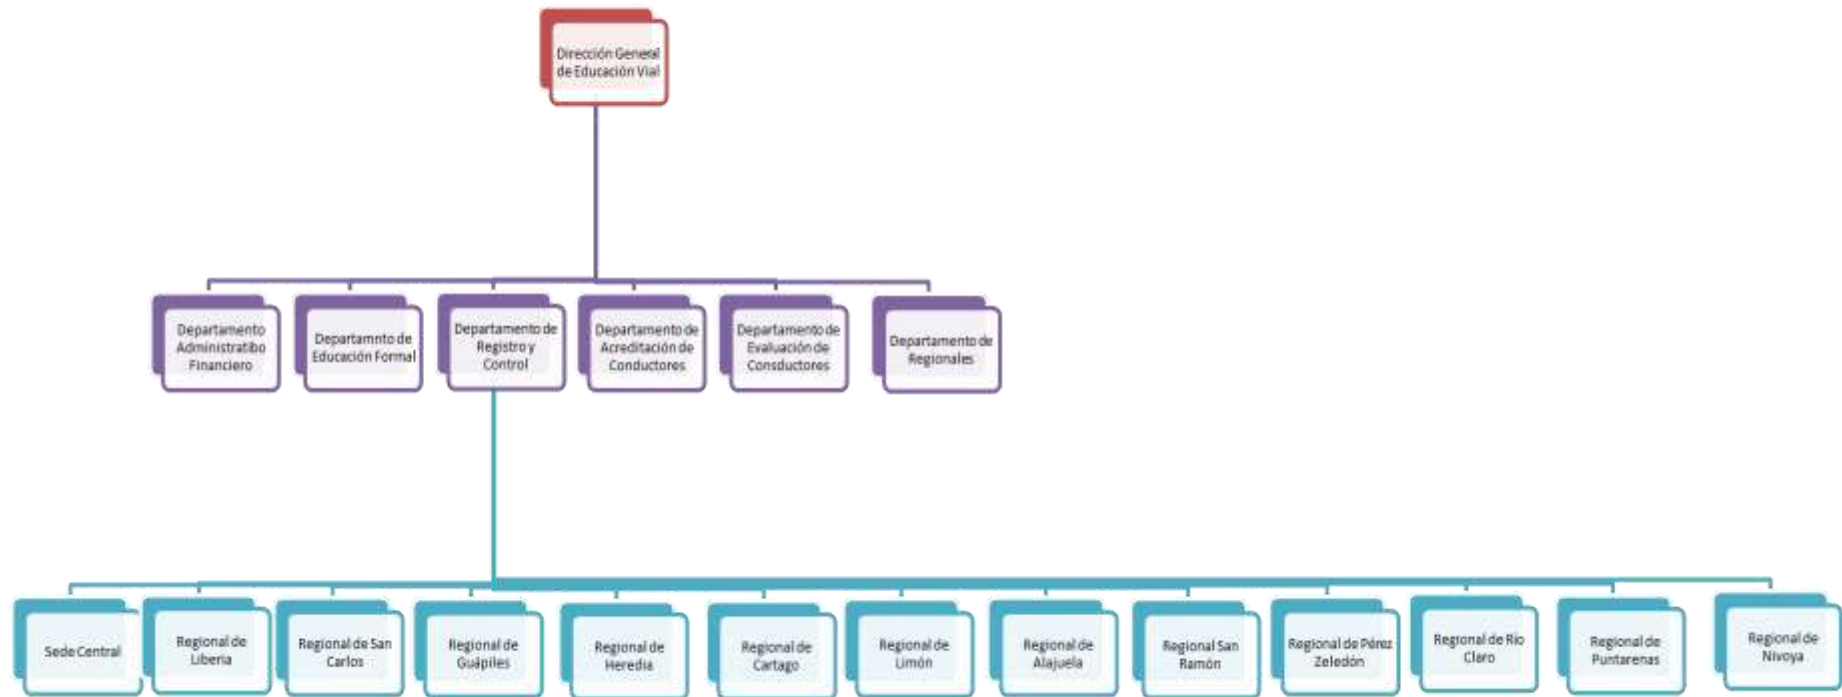 Dirección General
de Educación Vial
Departamento
Administratibo
Financiero
Departamnto de
Educación Formal
Departamento de
Registro y
Control
Departamento de
Acreditación de
Conductores
Departamento de
Evaluación de
Consductores
Departamento de
Regionales
Sede Central
Regional de
Liberia
Regional de San
Carlos
Regional de
Guápiles
Regional de
Heredia
Regional de
Cartago
Regional de
Limón
Regional de
Alajuela
Regional San
Ramón
Regional de Pérez
Zeledón
Regional de Rio
Claro
Regional de
Puntarenas
Regional de
Nivoya